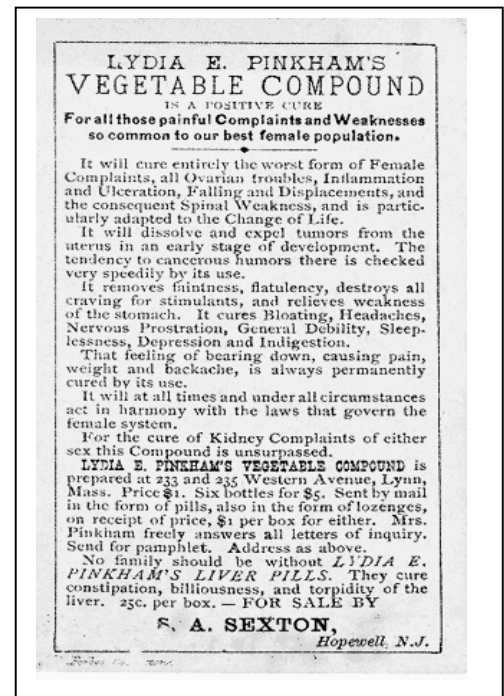 LYDIA E. PINKHAM'S
VEGETABLE COMPOUND
IS A POSITIVE CURE
For all those painful Complaints and Weaknesses
so common to our best female population.
It will cure entirely the worst form of Female
Complaints, all Ovarian troubles, Inflammation
and Ulceration, Falling and Displacements, and
the consequent Spinal Weakness, and is partic-
ularly adapted to the Change of Life.
It will dissolve and expel tumors from the
uterus in an early stage of development. The
tendency to cancerous humors there is checked
very speedily by its use.
It removes faintness, flatulency, destroys all
craving for stimulants, and relieves weakness
of the stomach. It cures Bloating, Headaches,
Nervous Prostration, General Debility, Sleep-
lessness, Depression and Indigestion.
That feeling of bearing down, causing pain,
weight and backache, is always permanently
cured by its use.
It will at all times and under all circumstances
act in harmony with the laws that govern the
female system.
For the cure of Kidney Complaints of either
sex this Compound is unsurpassed.
LYDIA E. PINKHAM'S VEGETABLE COMPOUND is
prepared at 233 and 235 Western Avenue, Lynn,
Mass. Price $1. Six bottles for $5. Sent by mail
in the form of pills, also in the form of lozenges,
on receipt of price, $1 per box for either. Mrs.
Pinkham freely answers all letters of inquiry.
Send for pamphlet. Address as above.
No family should be without LYDIA E.
PINKHAM'S LIVER PILLS. They cure
constipation, billiousness, and torpidity of the
liver. 25c. per box. — FOR SALE BY
S. A. SEXTON,
Hopewell, N.J.
Forbes Co.